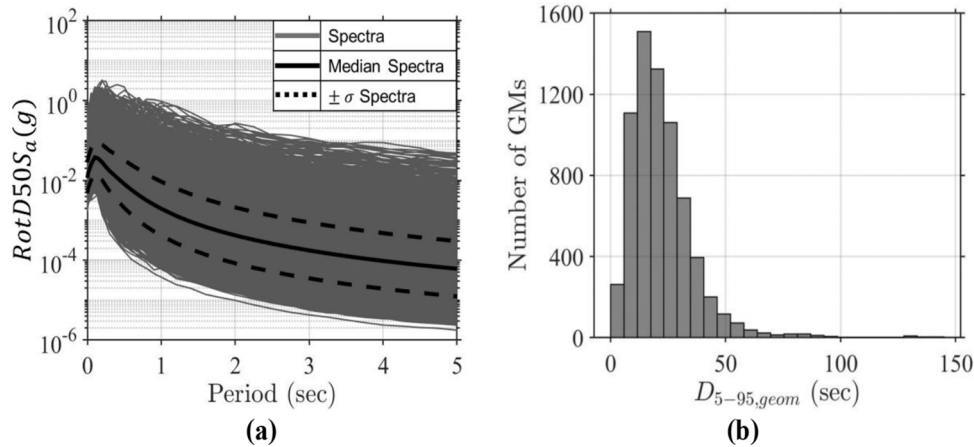 10^2
10^0
10^-2
10^-4
10^-6
RotD50S_a(g)
Spectra
Median Spectra
± σ Spectra
0 1 2 3 4 5
Period (sec)
(a)
1600
1200
800
400
0
Number of GMs
0 50 100 150
D_5−95,geom (sec)
(b)